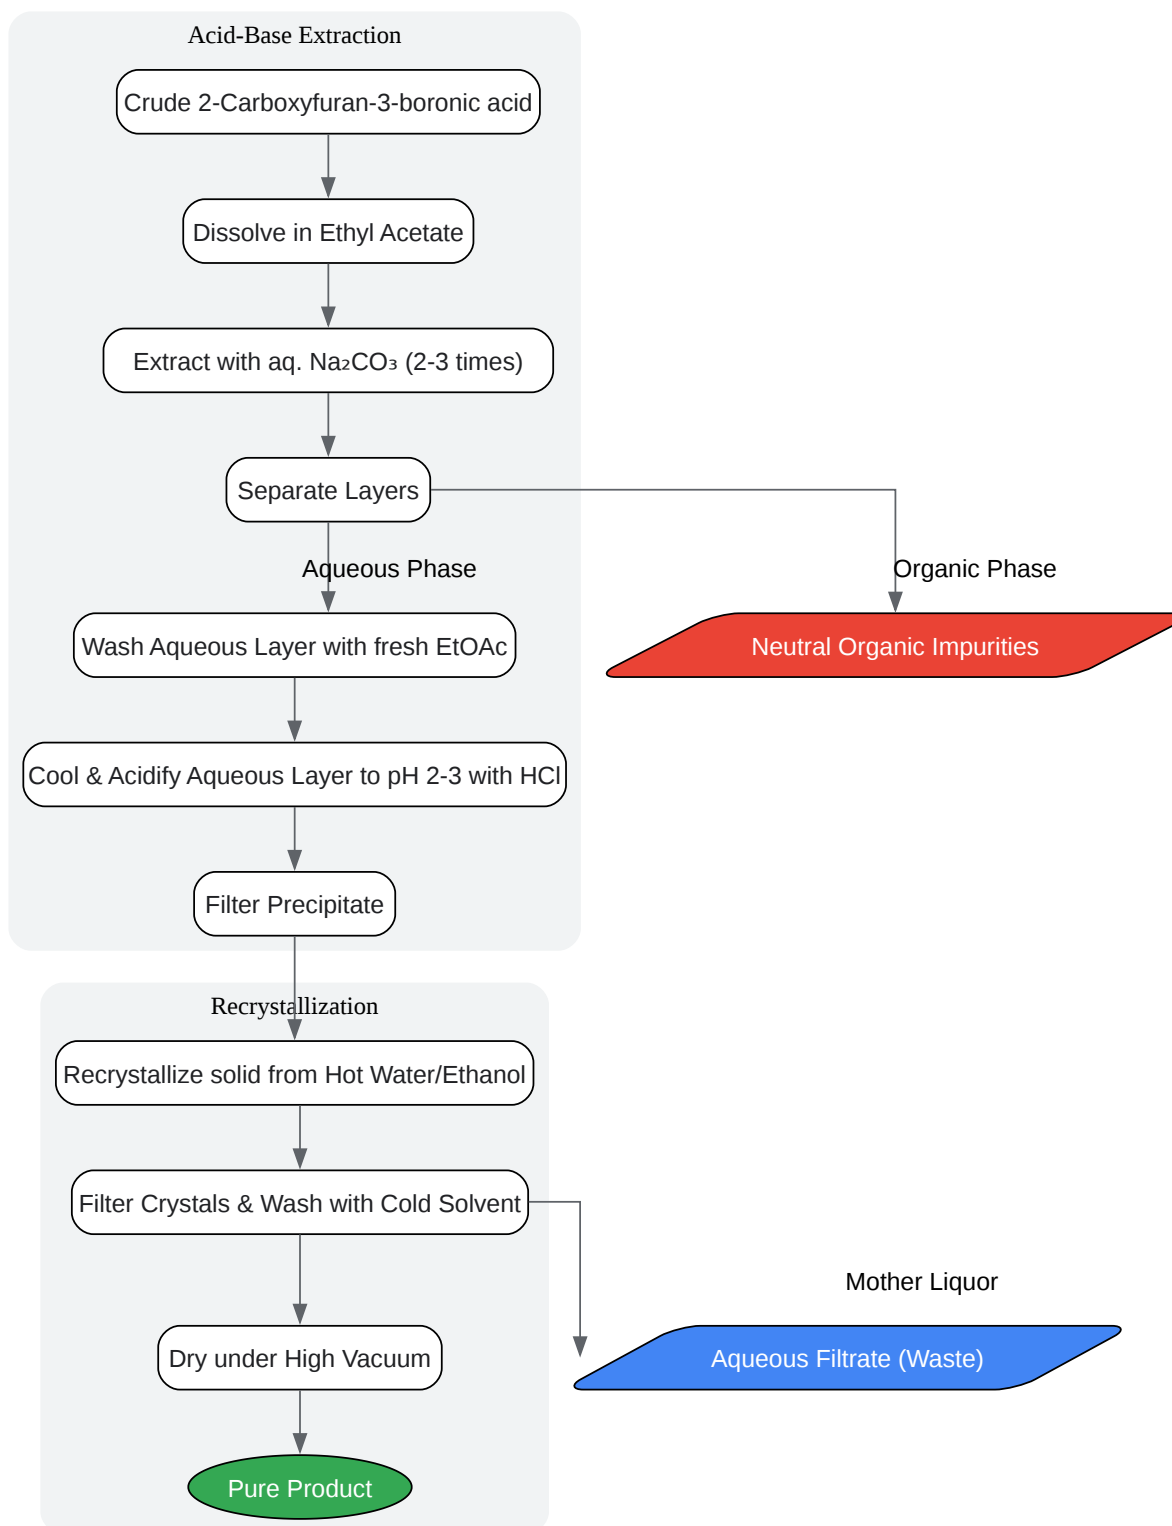 Acid-Base Extraction
Crude 2-Carboxyfuran-3-boronic acid
Dissolve in Ethyl Acetate
Extract with aq. Na₂CO₃ (2-3 times)
Separate Layers
Aqueous Phase
Organic Phase
Wash Aqueous Layer with fresh EtOAc
Neutral Organic Impurities
Cool & Acidify Aqueous Layer to pH 2-3 with HCl
Filter Precipitate
Recrystallization
Recrystallize solid from Hot Water/Ethanol
Filter Crystals & Wash with Cold Solvent
Mother Liquor
Dry under High Vacuum
Aqueous Filtrate (Waste)
Pure Product